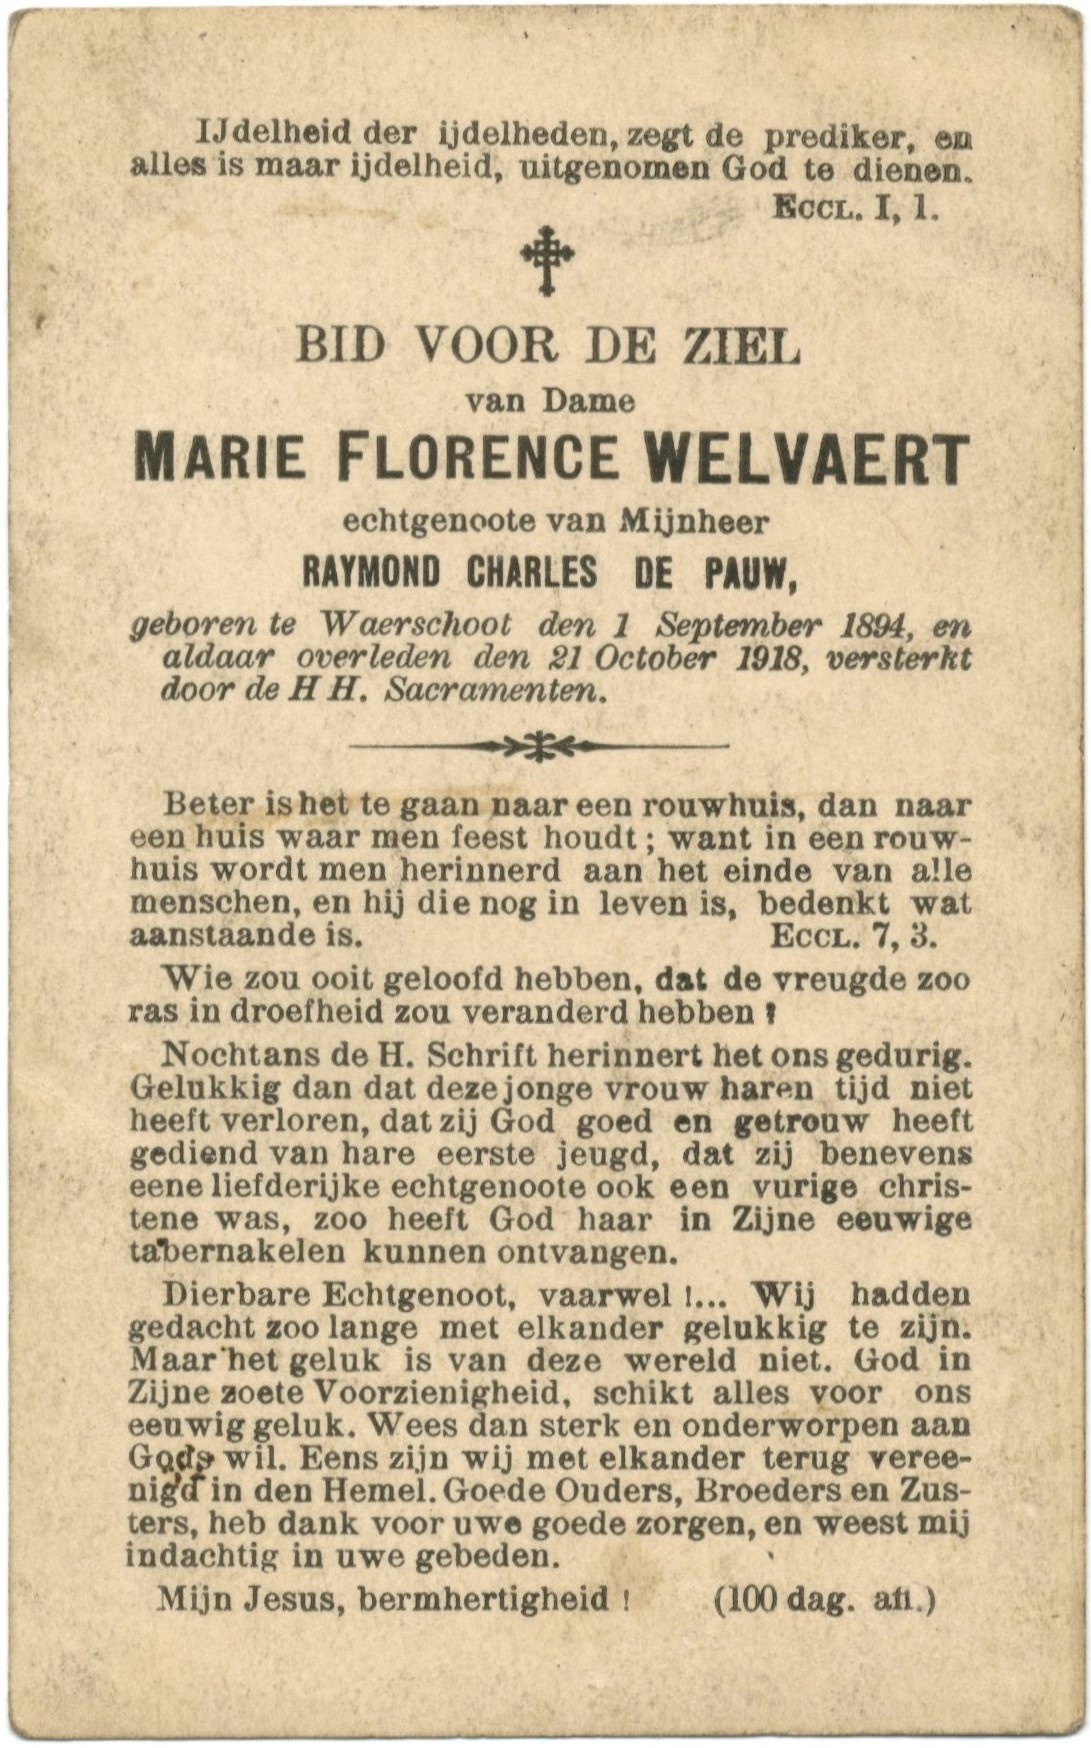 IJdelheid der ijdelheden, zegt de prediker, en
alles is maar ijdelheid, uitgenomen God te dienen.
ECCL. I, 1.
BID VOOR DE ZIEL
van Dame
MARIE FLORENCE WELVAERT
echtgenoote van Mijnheer
RAYMOND CHARLES DE PAUW,
geboren te Waerschoot den 1 September 1894, en
aldaar overleden den 21 October 1918, versterkt
door de H H. Sacramenten.
Beter is het te gaan naar een rouwhuis, dan naar
een huis waar men feest houdt ; want in een rouw-
huis wordt men herinnerd aan het einde van alle
menschen, en hij die nog in leven is, bedenkt wat
aanstaande is. ECCL. 7, 3.
Wie zou ooit geloofd hebben, dat de vreugde zoo
ras in droefheid zou veranderd hebben !
Nochtans de H. Schrift herinnert het ons gedurig.
Gelukkig dan dat deze jonge vrouw haren tijd niet
heeft verloren, dat zij God goed en getrouw heeft
gediend van hare eerste jeugd, dat zij benevens
eene liefderijke echtgenoote ook een vurige chris-
tene was, zoo heeft God haar in Zijne eeuwige
tabernakelen kunnen ontvangen.
Dierbare Echtgenoot, vaarwel !... Wij hadden
gedacht zoo lange met elkander gelukkig te zijn.
Maar het geluk is van deze wereld niet. God in
Zijne zoete Voorzienigheid, schikt alles voor ons
eeuwig geluk. Wees dan sterk en onderworpen aan
Gods wil. Eens zijn wij met elkander terug veree-
nigd in den Hemel. Goede Ouders, Broeders en Zus-
ters, heb dank voor uwe goede zorgen, en weest mij
indachtig in uwe gebeden.
Mijn Jesus, bermhertigheid ! (100 dag. afl.)